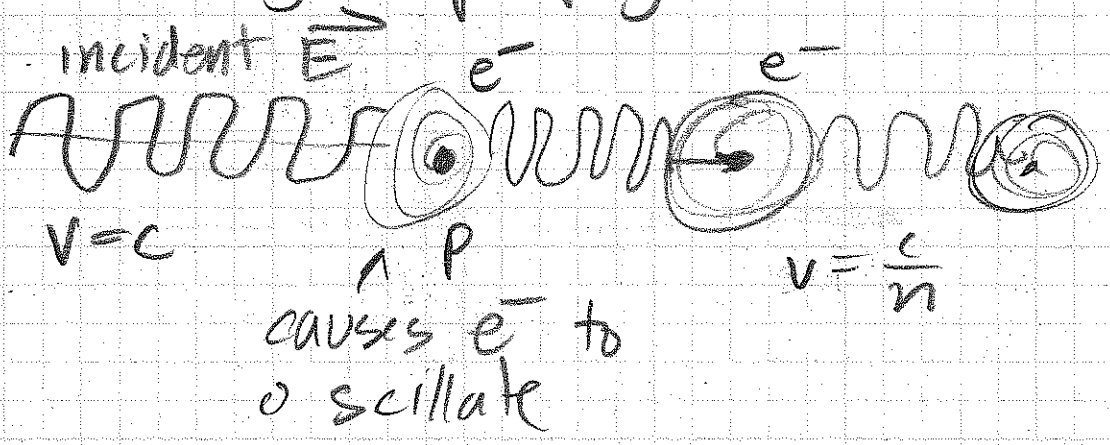 incident E
e⁻
e⁻
v=c
p
v = c/n
causes e⁻ to
oscillate